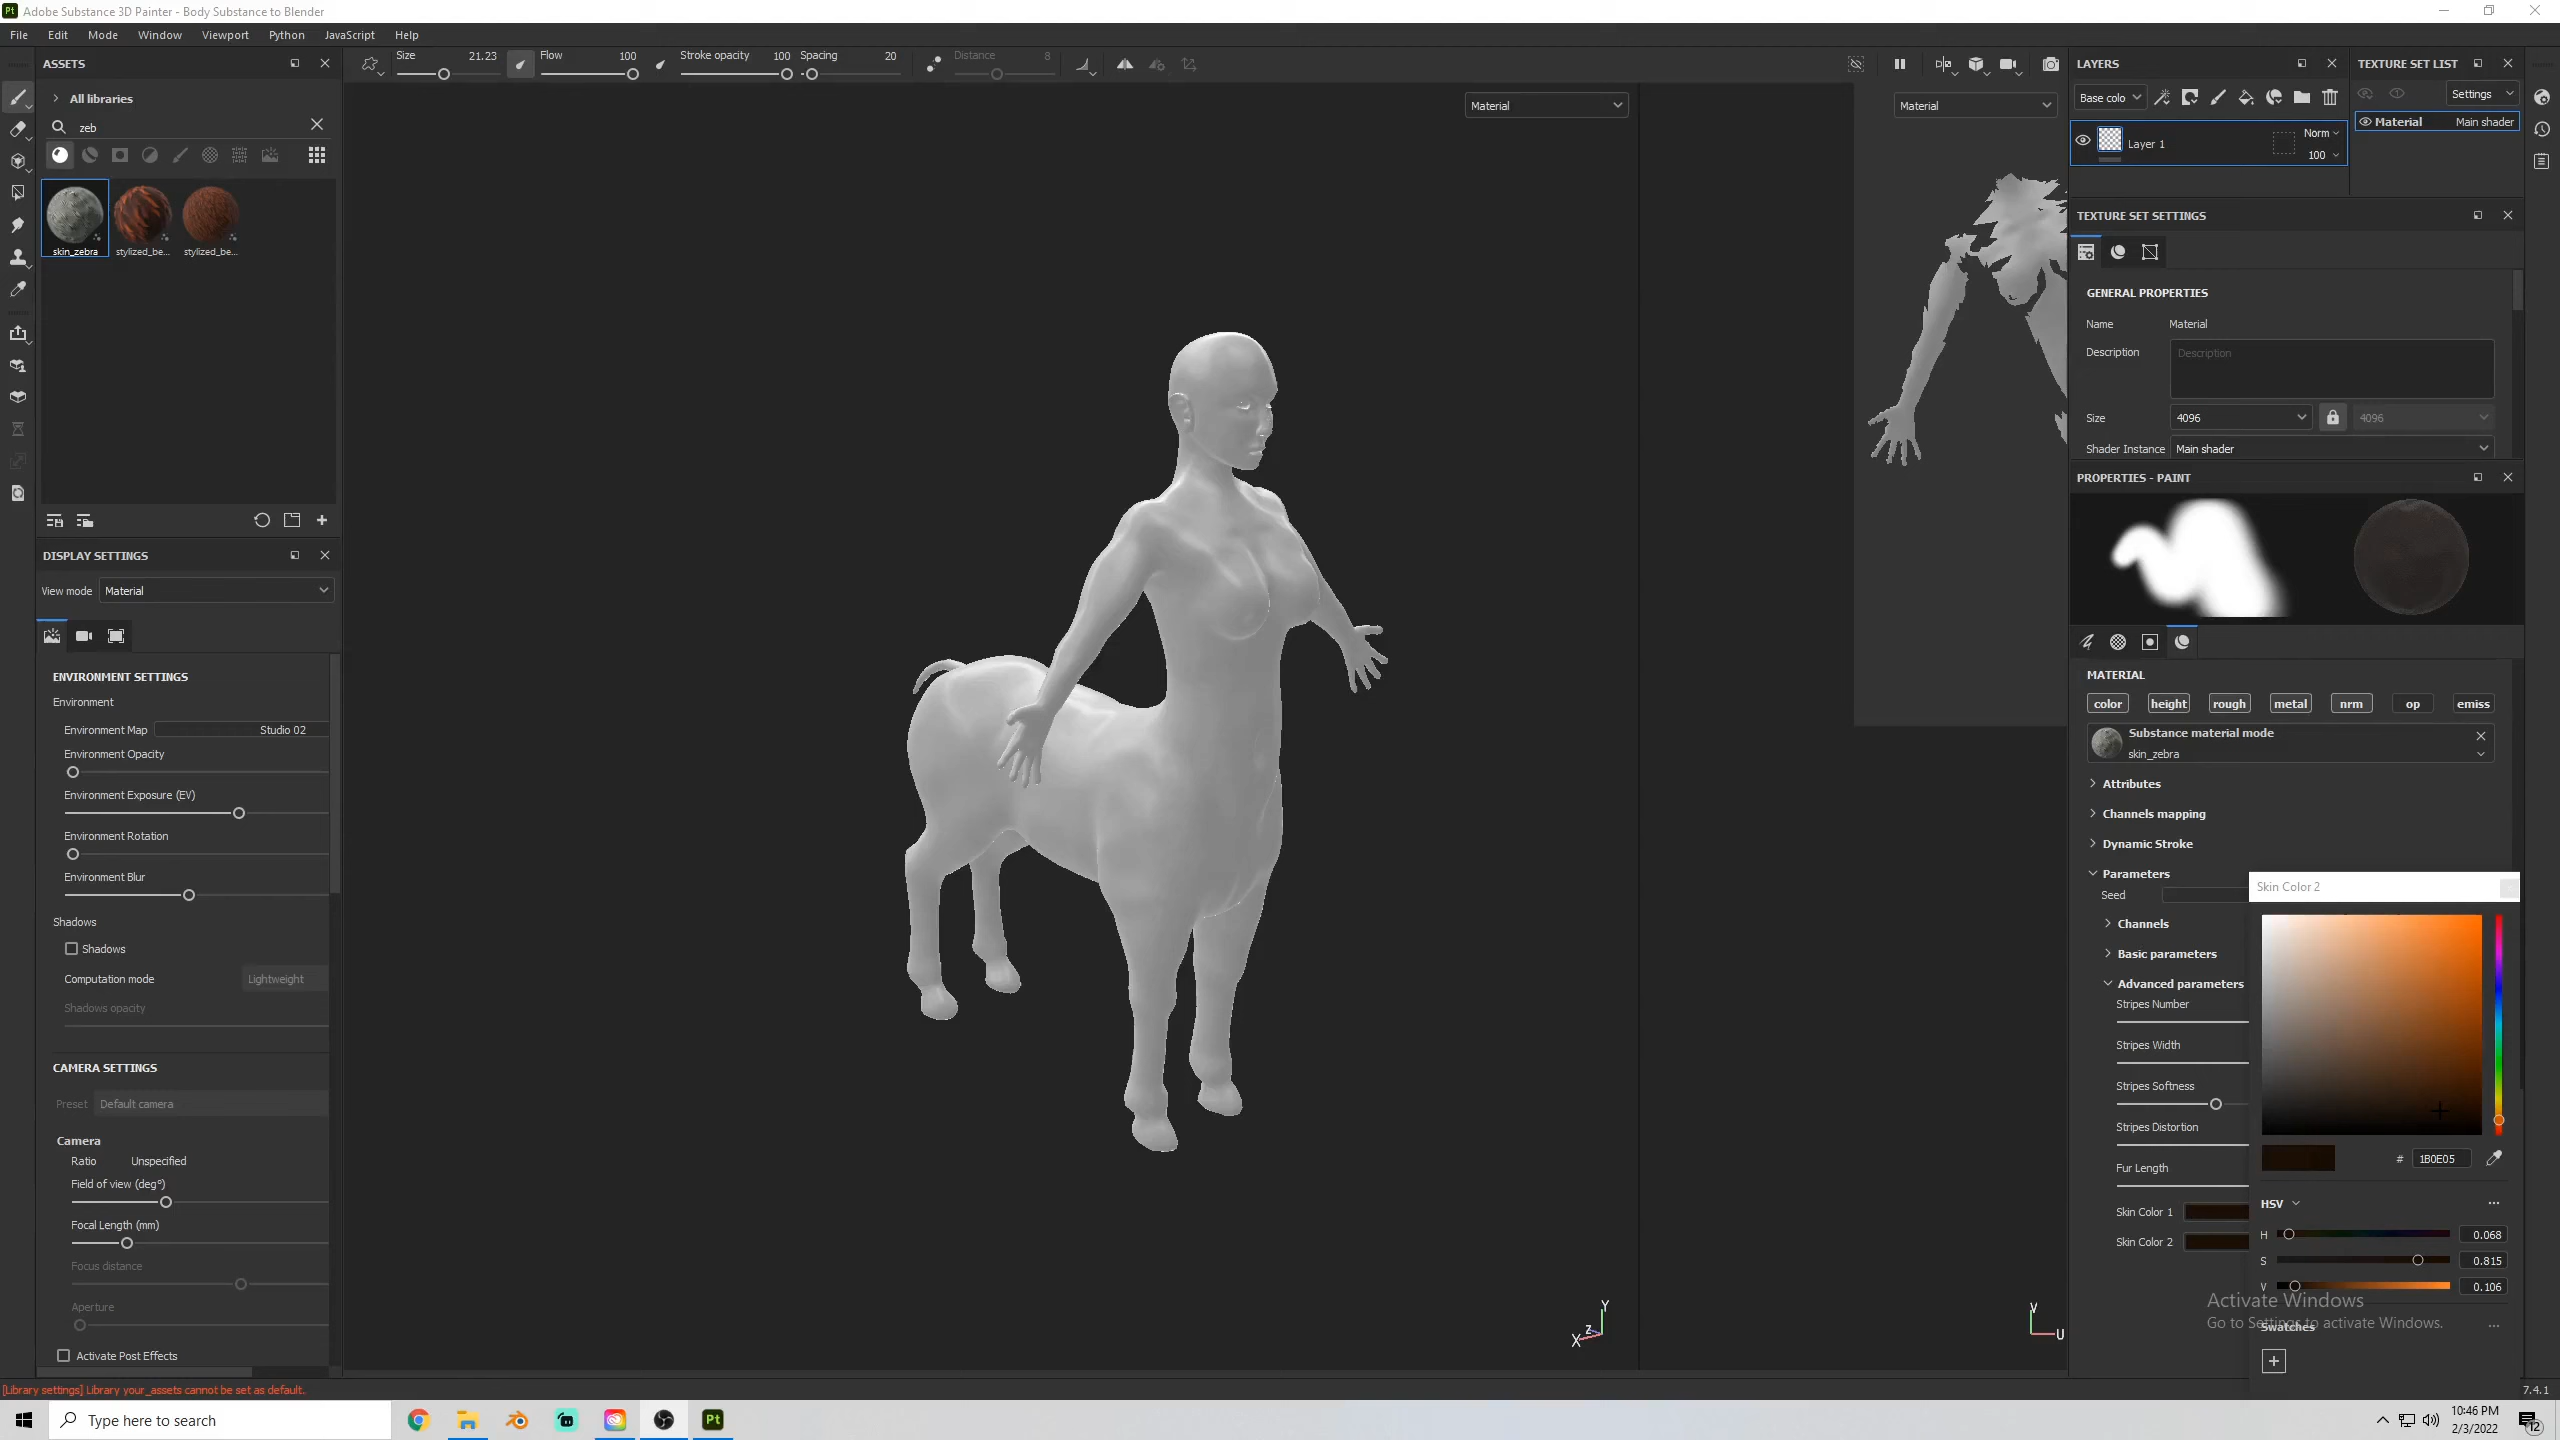 Adobe Substance 3D Painter - Body Substance to Blender
File Edit Mode Window Viewport Python JavaScript Help
ASSETS
All libraries
zeb
skin_zebra stylized_be... stylized_be...
DISPLAY SETTINGS
View mode Material
ENVIRONMENT SETTINGS
Environment
Environment Map Studio 02
Environment Opacity
Environment Exposure (EV)
Environment Rotation
Environment Blur
Shadows
Shadows
Computation mode Lightweight
Shadows opacity
CAMERA SETTINGS
Preset Default camera
Camera
Ratio Unspecified
Field of view (deg°)
Focal Length (mm)
Focus distance
Aperture
Activate Post Effects
[Library settings] Library your_assets cannot be set as default.
Size 21.23 Flow 100 Stroke opacity 100 Spacing 20 Distance 8
Material
Y
Z
X
Material
V
U
LAYERS
Base colo
Layer 1 Norm
100
TEXTURE SET LIST
Settings
Material Main shader
TEXTURE SET SETTINGS
GENERAL PROPERTIES
Name Material
Description Description
Size 4096 4096
Shader Instance Main shader
PROPERTIES - PAINT
MATERIAL
color height rough metal nrm op emiss
Substance material mode
skin_zebra
Attributes
Channels mapping
Dynamic Stroke
Parameters
Seed
Channels
Basic parameters
Advanced parameters
Stripes Number
Stripes Width
Stripes Softness
Stripes Distortion
Fur Length
Skin Color 1
Skin Color 2
Skin Color 2
# 1B0E05
HSV
H 0.068
S 0.815
V 0.106
Activate Windows
Go to Settings to activate Windows.
Swatches
7.4.1
Type here to search
Pt
10:46 PM
2/3/2022
12